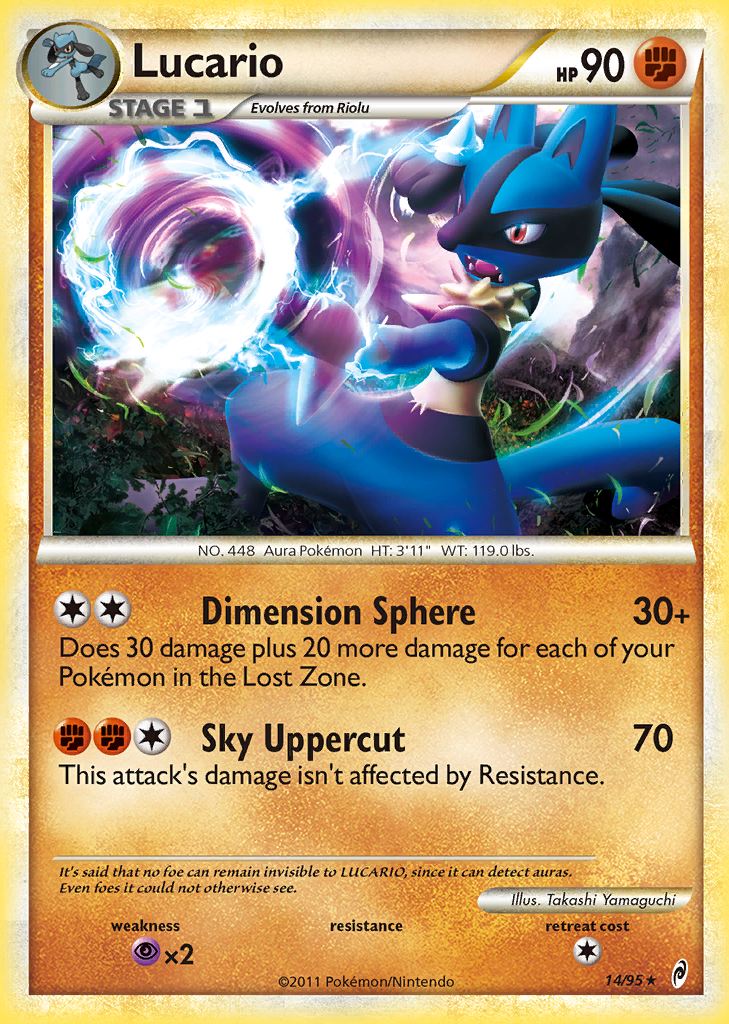 Lucario
HP 90
STAGE 1
Evolves from Riolu
NO. 448 Aura Pokémon HT: 3'11" WT: 119.0 lbs.
Dimension Sphere 30+
Does 30 damage plus 20 more damage for each of your
Pokémon in the Lost Zone.
Sky Uppercut 70
This attack's damage isn't affected by Resistance.
It's said that no foe can remain invisible to LUCARIO, since it can detect auras.
Even foes it could not otherwise see.
Illus. Takashi Yamaguchi
weakness resistance retreat cost
×2
©2011 Pokémon/Nintendo
14/95 ★